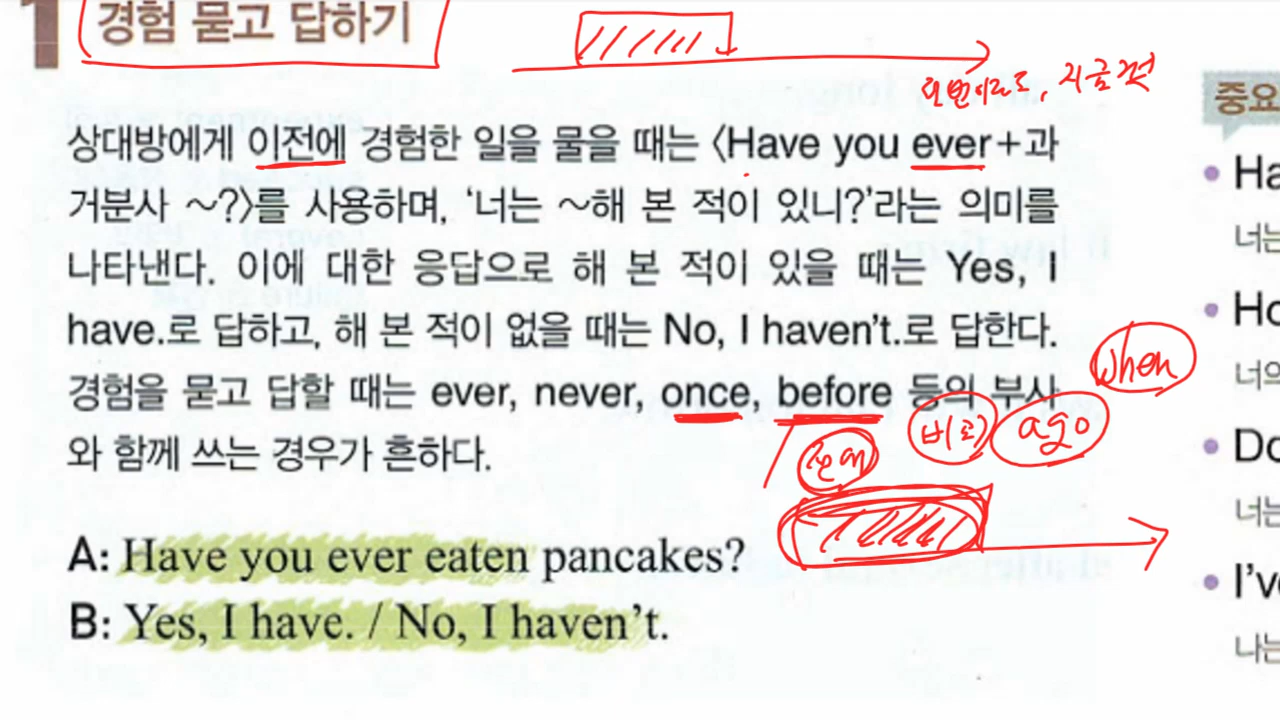 1 경험 묻고 답하기
한번이라도, 지금껏
상대방에게 이전에 경험한 일을 물을 때는 〈Have you ever+과
거분사 ~?〉를 사용하며, ‘너는 ~해 본 적이 있니?’라는 의미를
나타낸다. 이에 대한 응답으로 해 본 적이 있을 때는 Yes, I
have.로 답하고, 해 본 적이 없을 때는 No, I haven’t.로 답한다.
when
경험을 묻고 답할 때는 ever, never, once, before 등의 부사
ago
와 함께 쓰는 경우가 흔하다.
A: Have you ever eaten pancakes?
B: Yes, I have. / No, I haven’t.
중요
• Ha
너는
• Ho
너의
• Do
너는
• I’ve
나는